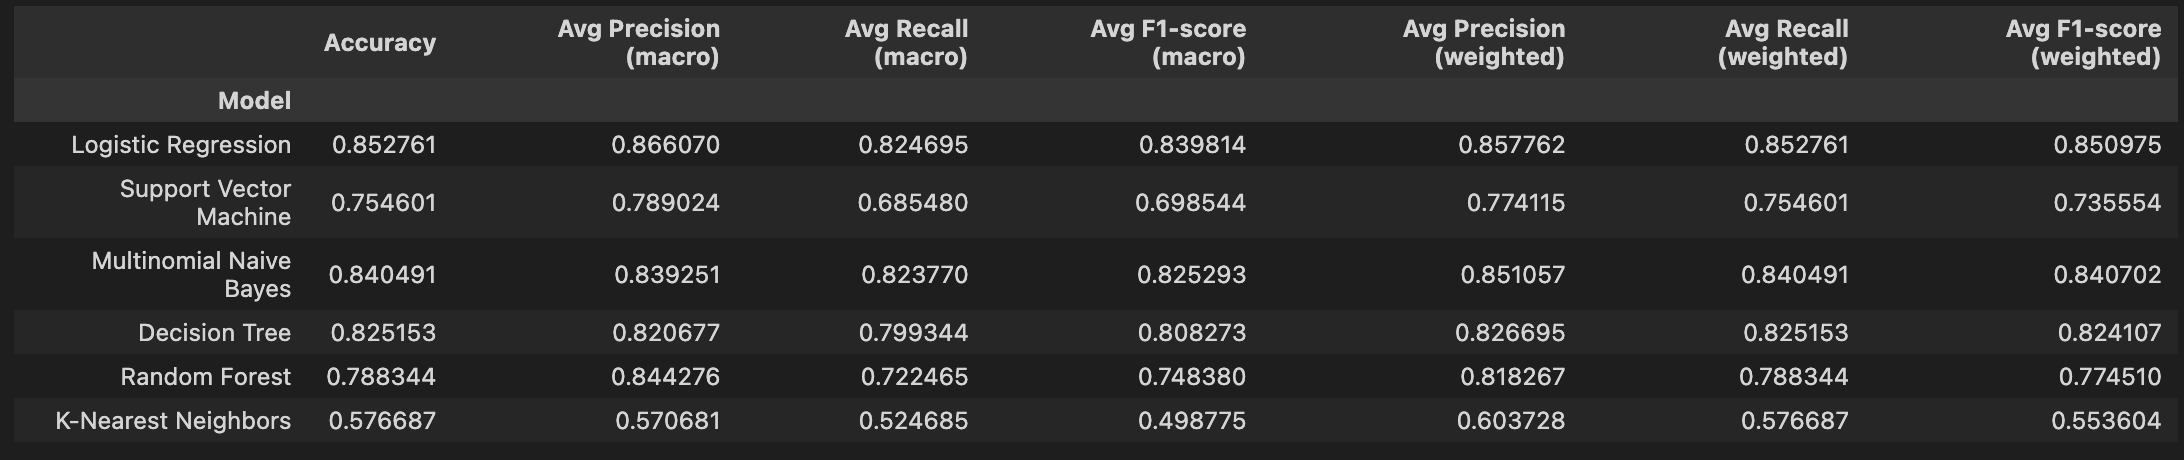 Accuracy Avg Precision (macro) Avg Recall (macro) Avg F1-score (macro) Avg Precision (weighted) Avg Recall (weighted) Avg F1-score (weighted)
Model
Logistic Regression 0.852761 0.866070 0.824695 0.839814 0.857762 0.852761 0.850975
Support Vector Machine 0.754601 0.789024 0.685480 0.698544 0.774115 0.754601 0.735554
Multinomial Naive Bayes 0.840491 0.839251 0.823770 0.825293 0.851057 0.840491 0.840702
Decision Tree 0.825153 0.820677 0.799344 0.808273 0.826695 0.825153 0.824107
Random Forest 0.788344 0.844276 0.722465 0.748380 0.818267 0.788344 0.774510
K-Nearest Neighbors 0.576687 0.570681 0.524685 0.498775 0.603728 0.576687 0.553604